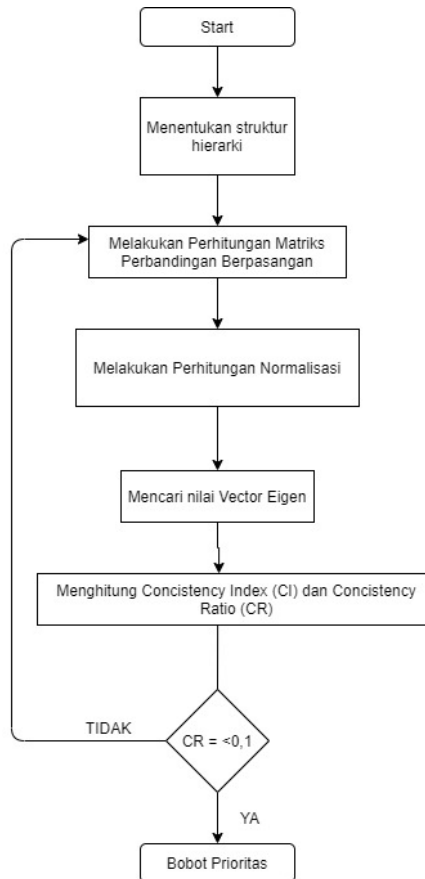 Start
Menentukan struktur
hierarki
Melakukan Perhitungan Matriks
Perbandingan Berpasangan
Melakukan Perhitungan Normalisasi
Mencari nilai Vector Eigen
Menghitung Concistency Index (CI) dan Concistency
Ratio (CR)
TIDAK
CR = <0,1
YA
Bobot Prioritas